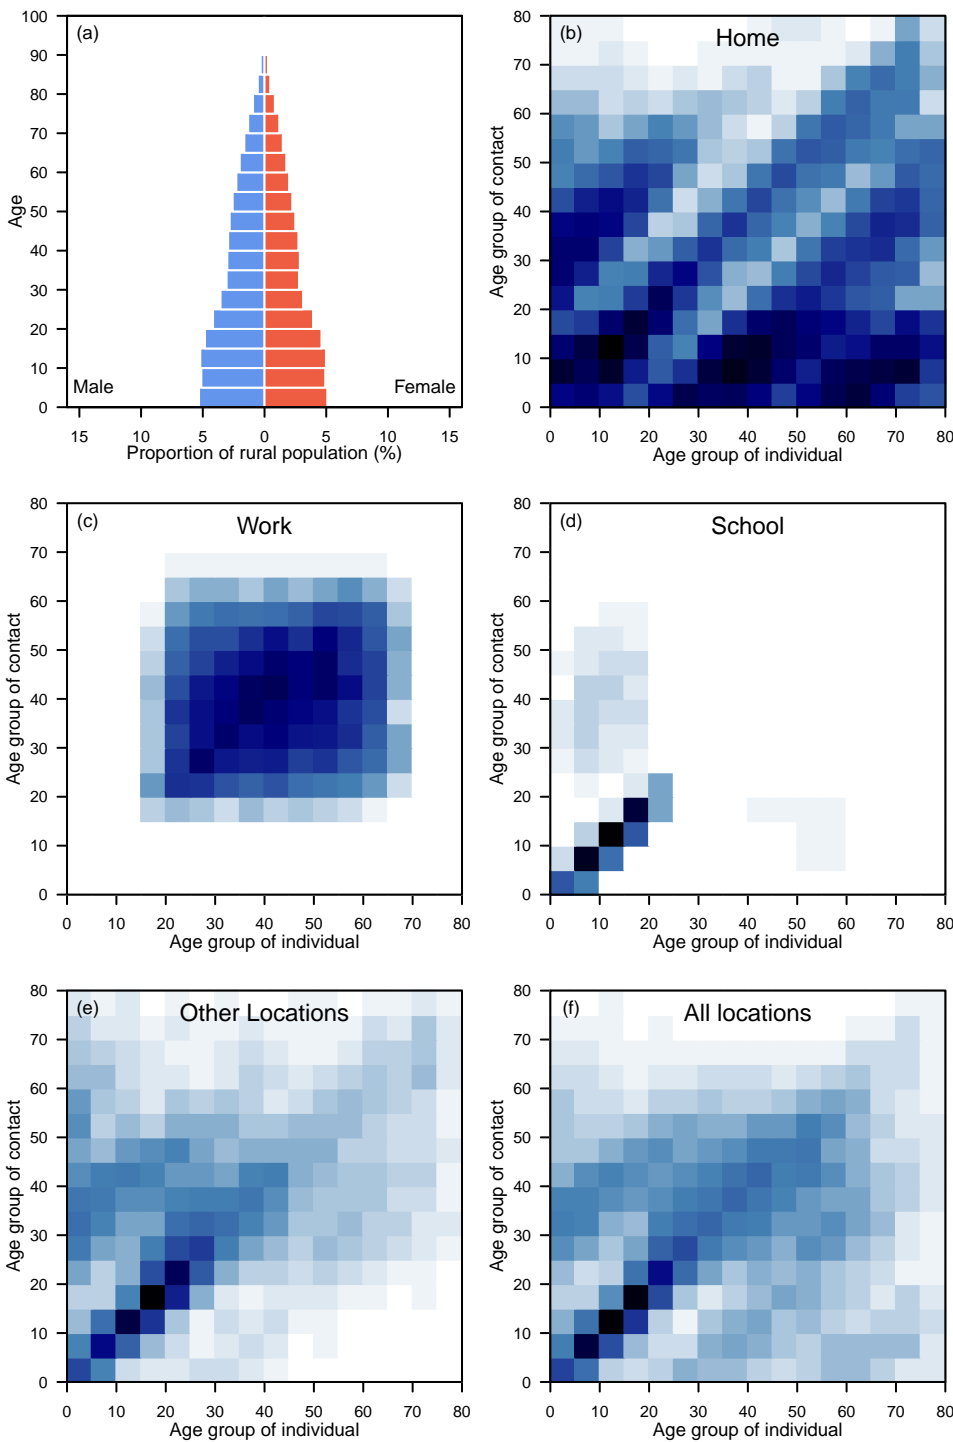 (a)
100
90
80
70
60
50
40
30
20
10
0
Age
Male
Female
15 10 5 0 5 10 15
Proportion of rural population (%)
(b)
Home
80
70
60
50
40
30
20
10
0
Age group of contact
0 10 20 30 40 50 60 70 80
Age group of individual
(c)
Work
80
70
60
50
40
30
20
10
0
Age group of contact
0 10 20 30 40 50 60 70 80
Age group of individual
(d)
School
80
70
60
50
40
30
20
10
0
Age group of contact
0 10 20 30 40 50 60 70 80
Age group of individual
(e)
Other Locations
80
70
60
50
40
30
20
10
0
Age group of contact
0 10 20 30 40 50 60 70 80
Age group of individual
(f)
All locations
80
70
60
50
40
30
20
10
0
Age group of contact
0 10 20 30 40 50 60 70 80
Age group of individual